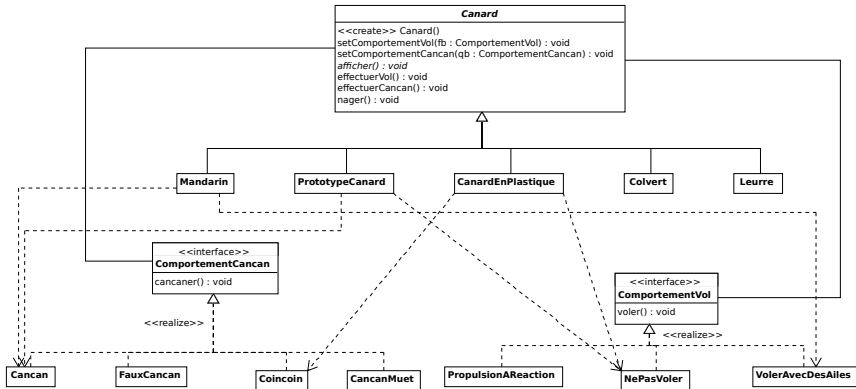 Canard
<<create>> Canard()
setComportementVol(fb : ComportementVol) : void
setComportementCancan(qb : ComportementCancan) : void
afficher() : void
effectuerVol() : void
effectuerCancan() : void
nager() : void
Mandarin
PrototypeCanard
CanardEnPlastique
Colvert
Leurre
<<interface>>
ComportementCancan
cancaner() : void
<<interface>>
ComportementVol
voler() : void
<<realize>>
<<realize>>
Cancan
FauxCancan
Coincoin
CancanMuet
PropulsionAReaction
NePasVoler
VolerAvecDesAiles